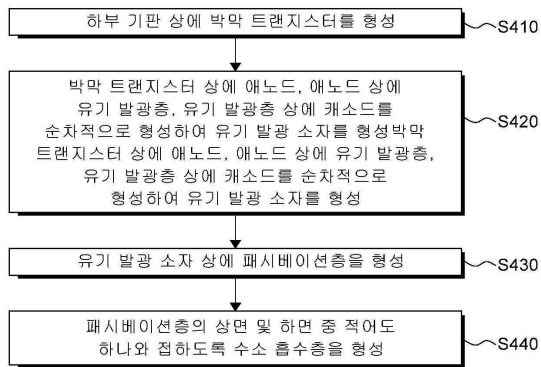 하부 기판 상에 박막 트랜지스터를 형성
S410
박막 트랜지스터 상에 애노드, 애노드 상에
유기 발광층, 유기 발광층 상에 캐소드를
순차적으로 형성하여 유기 발광 소자를 형성박막
트랜지스터 상에 애노드, 애노드 상에 유기 발광층,
유기 발광층 상에 캐소드를 순차적으로
형성하여 유기 발광 소자를 형성
S420
유기 발광 소자 상에 패시베이션층을 형성
S430
패시베이션층의 상면 및 하면 중 적어도
하나와 접하도록 수소 흡수층을 형성
S440